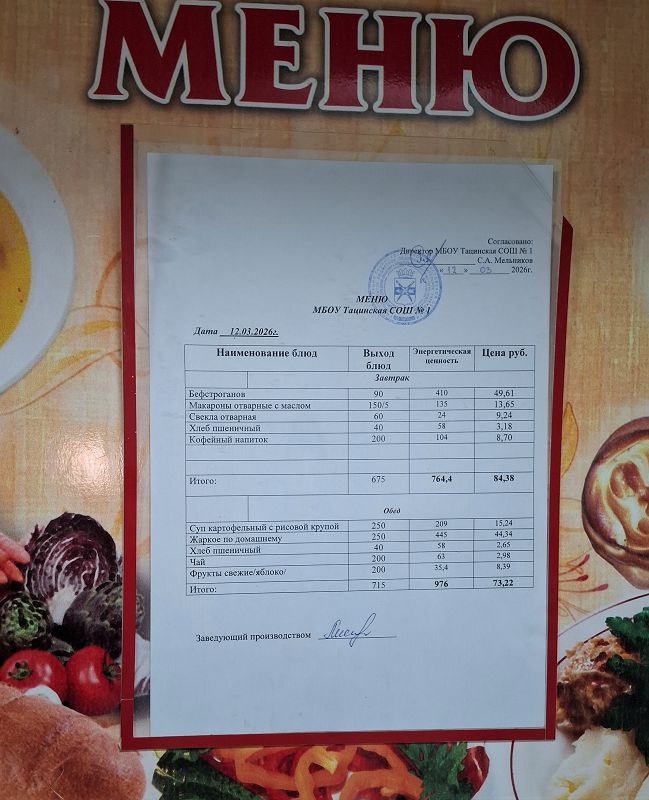 МЕНЮ
Согласовано:
Директор МБОУ Тацинская СОШ № 1
С.А. Мельников
« 12 » 03 2026г.
МЕНЮ
МБОУ Тацинская СОШ № 1
Дата 12.03.2026г.
Наименование блюд Выход блюд Энергетическая ценность Цена руб.
Завтрак
Бефстроганов 90 410 49,61
Макароны отварные с маслом 150/5 135 13,65
Свекла отварная 60 24 9,24
Хлеб пшеничный 40 58 3,18
Кофейный напиток 200 104 8,70
Итого: 675 764,4 84,38
Обед
Суп картофельный с рисовой крупой 250 209 15,24
Жаркое по домашнему 250 445 44,34
Хлеб пшеничный 40 58 2,65
Чай 200 63 2,98
Фрукты свежие/яблоко/ 200 35,4 8,39
Итого: 715 976 73,22
Заведующий производством